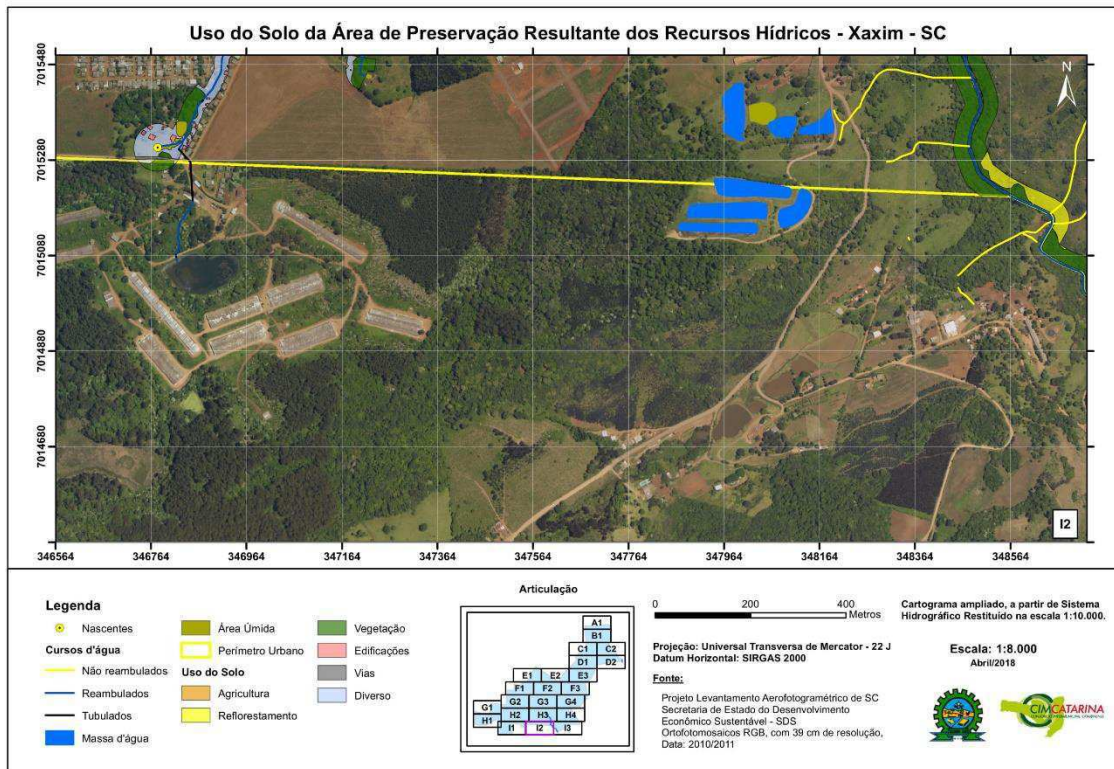 Uso do Solo da Área de Preservação Resultante dos Recursos Hídricos - Xaxim - SC
7015480
7015280
7015080
7014880
7014680
N
I2
346564 346764 346964 347164 347364 347564 347764 347964 348164 348364 348564
Legenda
Nascentes
Cursos d'água
Não reambulados
Reambulados
Tubulados
Massa d'água
Área Úmida
Perímetro Urbano
Uso do Solo
Agricultura
Reflorestamento
Vegetação
Edificações
Vias
Diverso
Articulação
A1
B1
C1 C2
D1 D2
E1 E2 E3
F1 F2 F3
G1 G2 G3 G4
H1 H2 H3 H4
I1 I2 I3
0 200 400
Metros
Projeção: Universal Transversa de Mercator - 22 J
Datum Horizontal: SIRGAS 2000
Fonte:
Projeto Levantamento Aerofotogramétrico de SC
Secretaria de Estado do Desenvolvimento
Econômico Sustentável - SDS
Ortofotomosaicos RGB, com 39 cm de resolução,
Data: 2010/2011
Cartograma ampliado, a partir de Sistema
Hidrográfico Restituído na escala 1:10.000.
Escala: 1:8.000
Abril/2018
CIMCATARINA